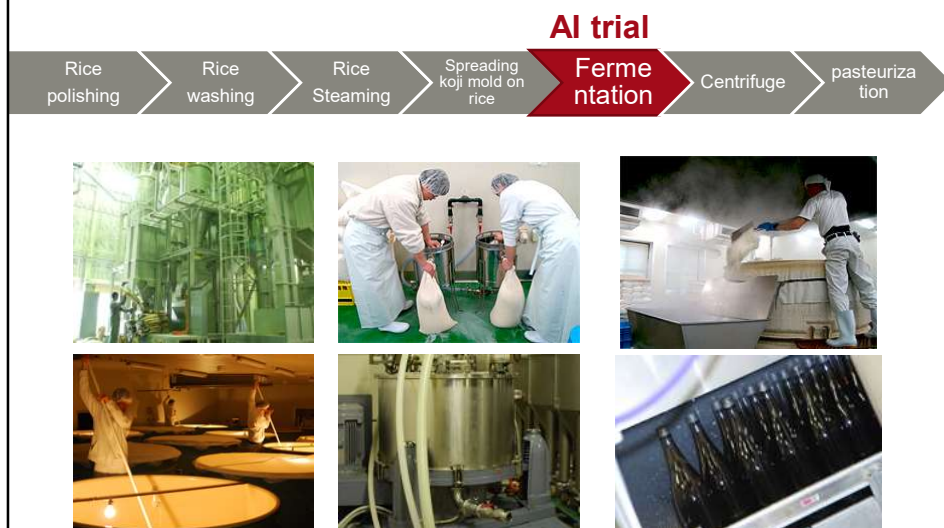 AI trial
Rice
polishing
Rice
washing
Rice
Steaming
Spreading
koji mold on
rice
Ferme
ntation
Centrifuge
pasteuriza
tion